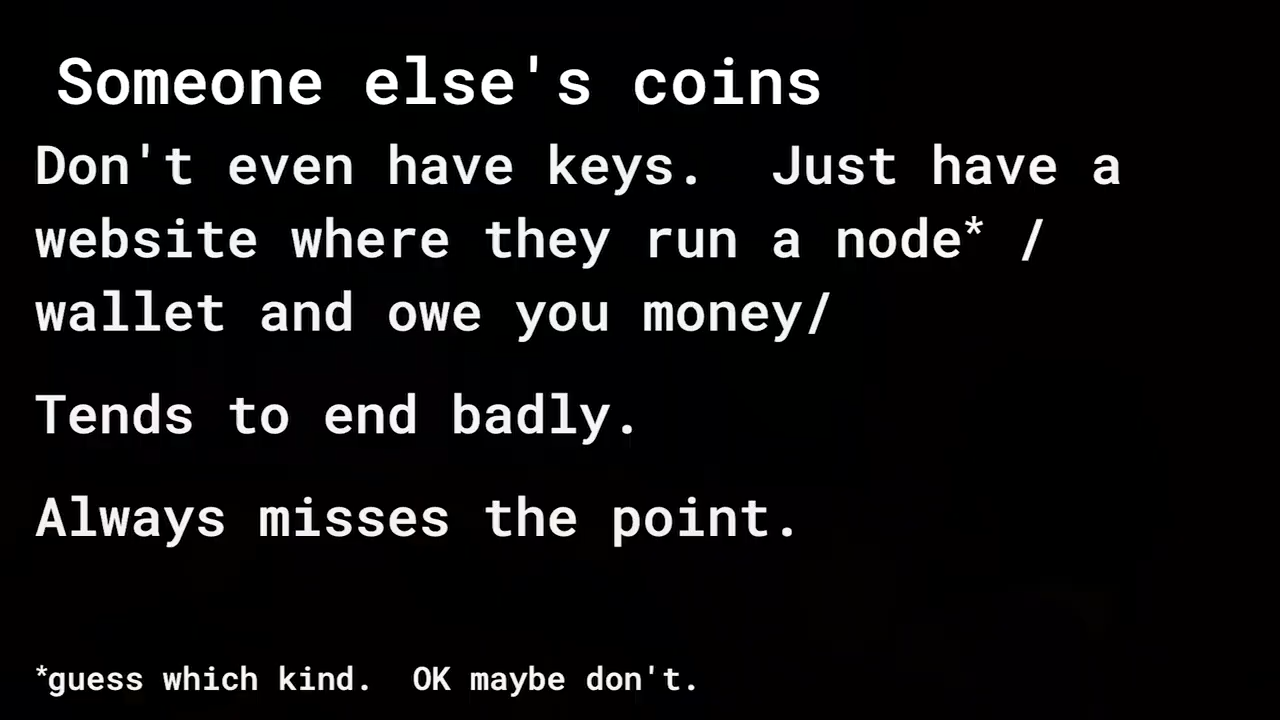 Someone else's coins
Don't even have keys.  Just have a
website where they run a node* /
wallet and owe you money/
Tends to end badly.
Always misses the point.
*guess which kind.  OK maybe don't.